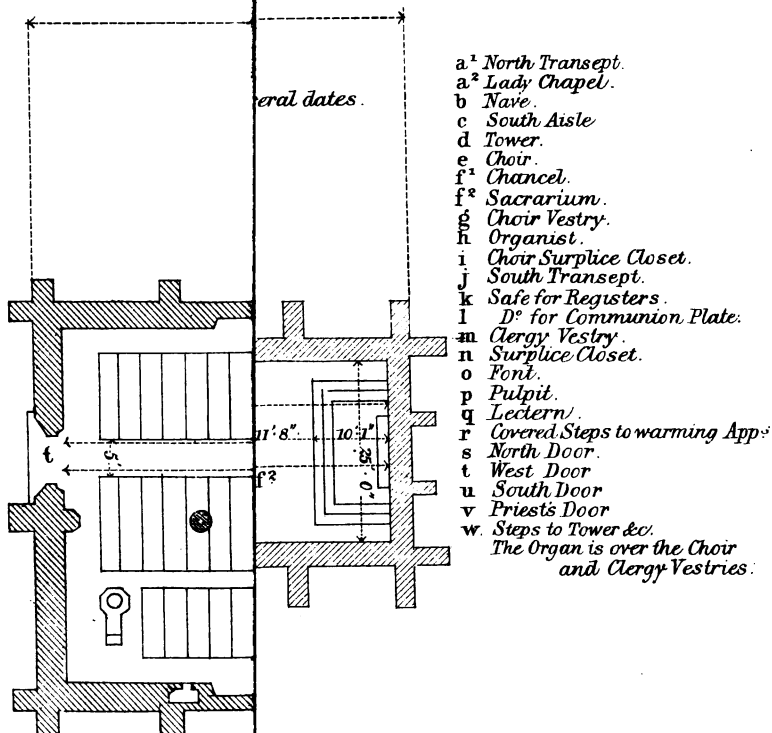 eral dates.
a¹ North Transept.
a² Lady Chapel.
b Nave.
c South Aisle
d Tower.
e Choir.
f¹ Chancel.
f² Sacrarium.
g Choir Vestry.
h Organist.
i Choir Surplice Closet.
j South Transept.
k Safe for Registers.
l D° for Communion Plate.
m Clergy Vestry.
n Surplice Closet.
o Font.
p Pulpit.
q Lectern.
r Covered Steps to warming App:
s North Door.
t West Door
u South Door
v Priest's Door
w. Steps to Tower &c.
The Organ is over the Choir
and Clergy Vestries.
11'·8"
10'·1"
25'·0"
5'
t
f²